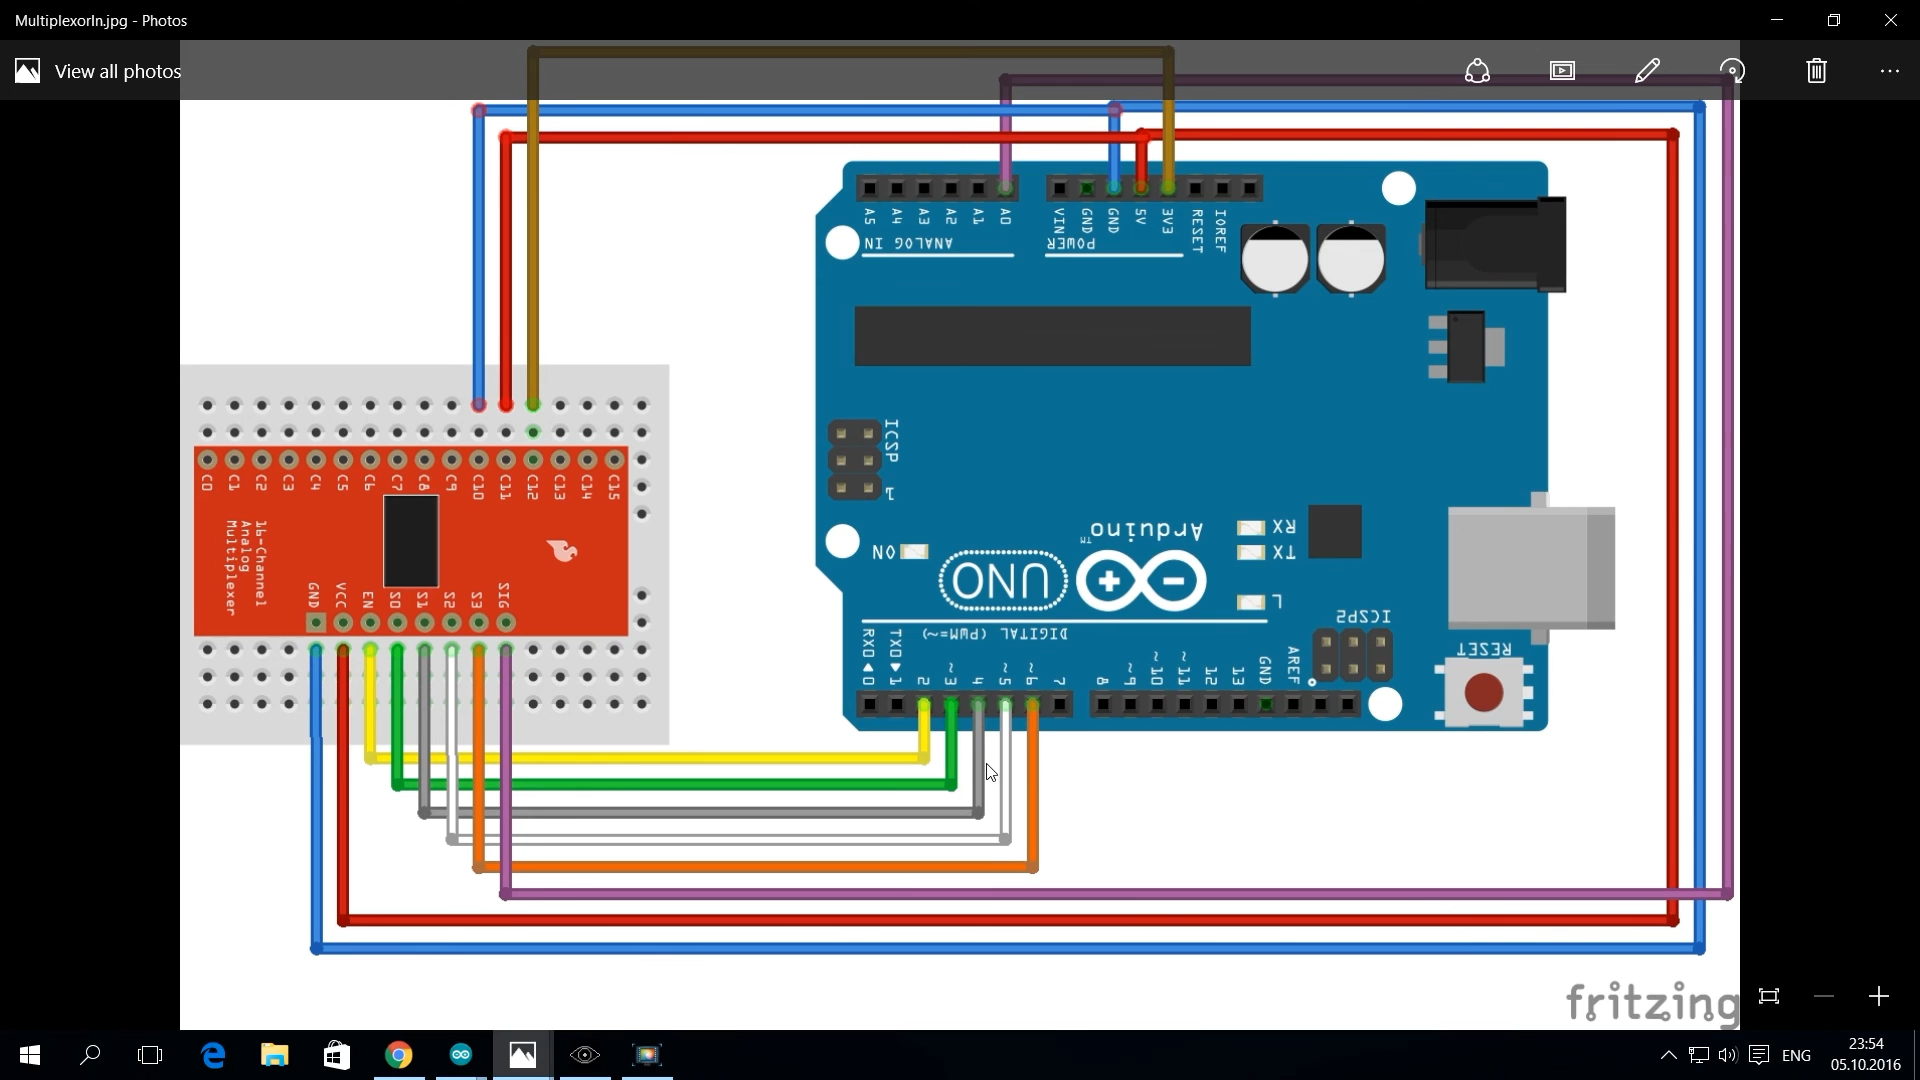 MultiplexorIn.jpg - Photos
View all photos
A5 A4 A3 A2 A1 A0
VIN GND GND 5V 3V3 RESET IOREF
ANALOG IN
POWER
ICSP
1
C0 C1 C2 C3 C4 C5 C6 C7 C8 C9 C10 C11 C12 C13 C14 C15
16-Channel
Analog
Multiplexer
GND VCC EN S0 S1 S2 S3 SIG
Arduino™
ON
UNO
RX
TX
L
ICSP2
DIGITAL (PWM=~)
RESET
RX0 TX0
0 1 2 ~3 4 ~5 ~6 7
8 ~9 ~10 ~11 12 13 GND AREF
fritzing
ENG
23:54
05.10.2016